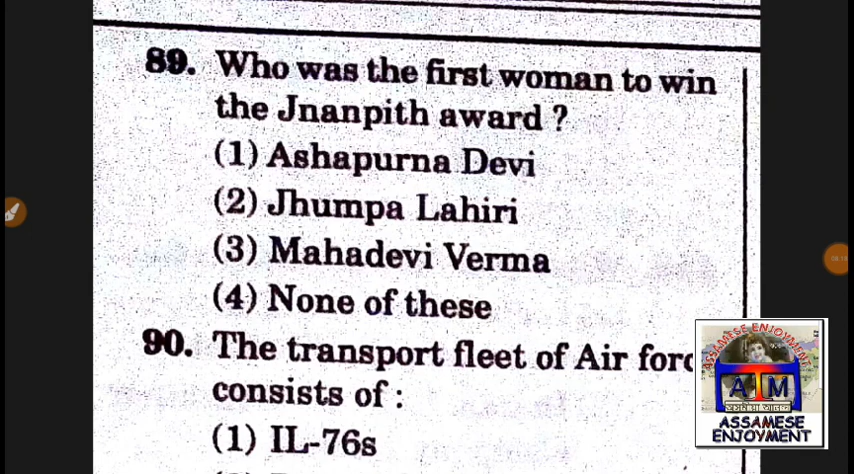 89. Who was the first woman to win
the Jnanpith award ?
(1) Ashapurna Devi
(2) Jhumpa Lahiri
(3) Mahadevi Verma
(4) None of these
90. The transport fleet of Air forc
consists of :
(1) IL-76s
ASSAMESE ENJOYMENT
ATM
ASSAMESE
ENJOYMENT